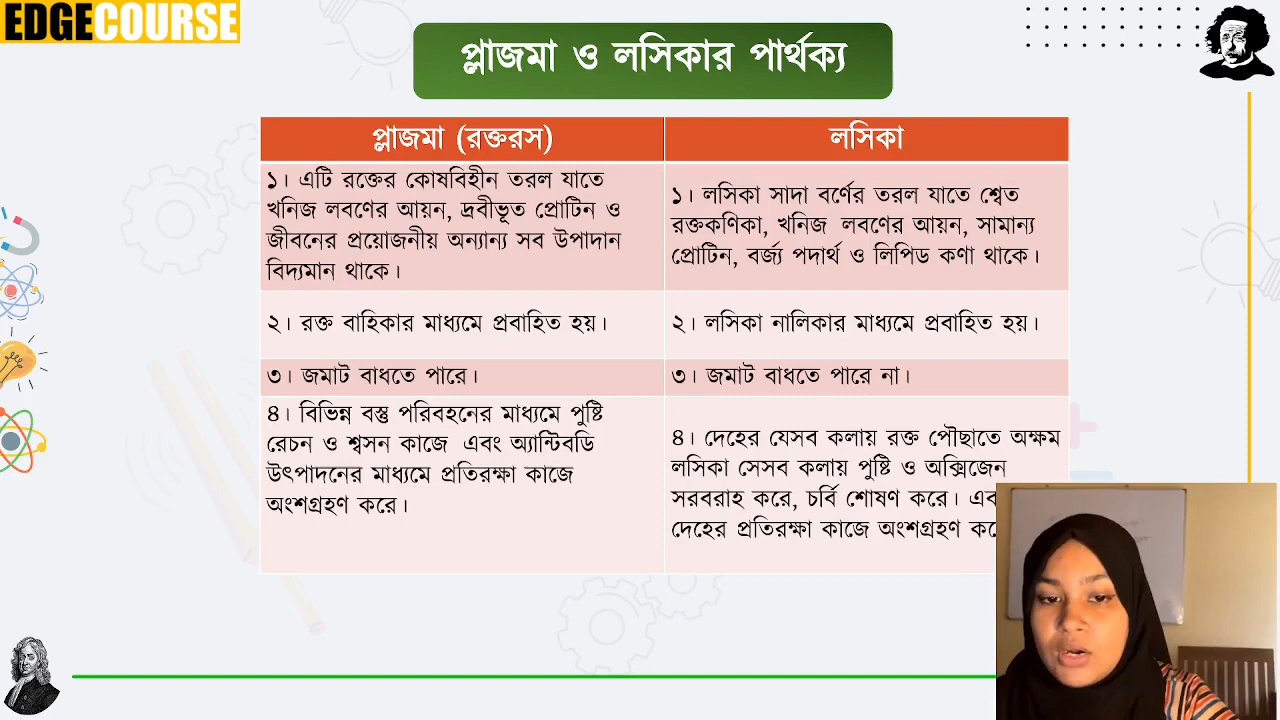 EDGECOURSE
প্লাজমা ও লসিকার পার্থক্য
প্লাজমা (রক্তরস)
লসিকা
১। এটি রক্তের কোষবিহীন তরল যাতে
খনিজ লবণের আয়ন, দ্রবীভূত প্রোটিন ও
জীবনের প্রয়োজনীয় অন্যান্য সব উপাদান
বিদ্যমান থাকে।
১। লসিকা সাদা বর্ণের তরল যাতে শ্বেত
রক্তকণিকা, খনিজ লবণের আয়ন, সামান্য
প্রোটিন, বর্জ্য পদার্থ ও লিপিড কণা থাকে।
২। রক্ত বাহিকার মাধ্যমে প্রবাহিত হয়।
২। লসিকা নালিকার মাধ্যমে প্রবাহিত হয়।
৩। জমাট বাধতে পারে।
৩। জমাট বাধতে পারে না।
৪। বিভিন্ন বস্তু পরিবহনের মাধ্যমে পুষ্টি
রেচন ও শ্বসন কাজে এবং অ্যান্টিবডি
উৎপাদনের মাধ্যমে প্রতিরক্ষা কাজে
অংশগ্রহণ করে।
৪। দেহের যেসব কলায় রক্ত পৌছাতে অক্ষম
লসিকা সেসব কলায় পুষ্টি ও অক্সিজেন
সরবরাহ করে, চর্বি শোষণ করে।
দেহের প্রতিরক্ষা কাজে অংশগ্রহণ